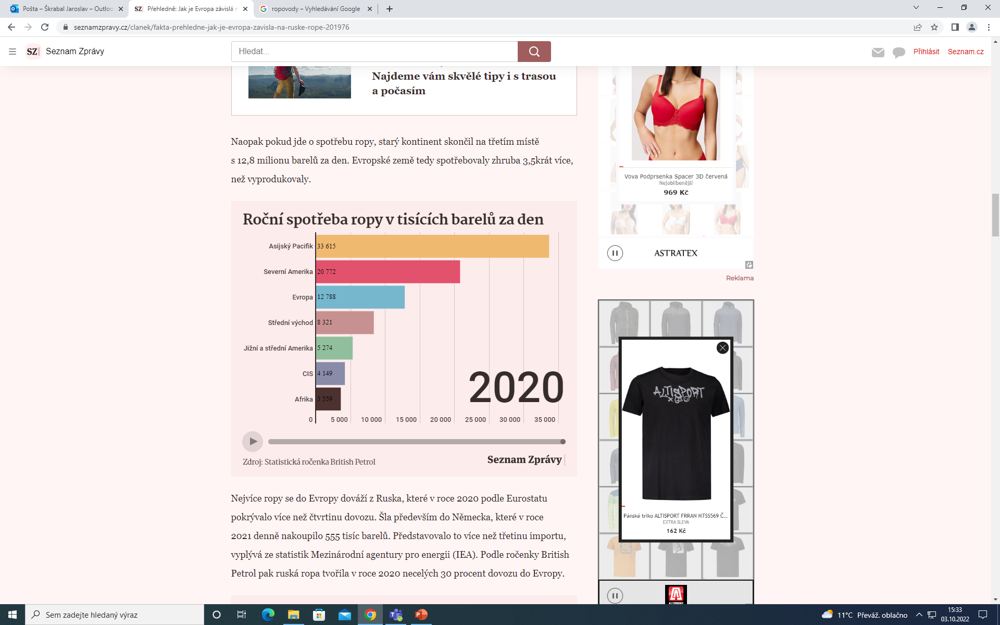 Pošta – Škrabal Jaroslav – Outloo
Přehledně: Jak je Evropa závislá n
ropovody – Vyhledávání Google
seznamzpravy.cz/clanek/fakta-prehledne-jak-je-evropa-zavisla-na-ruske-rope-201976
SZ Seznam Zprávy
Hledat...
Přihlásit Seznam.cz
Najdeme vám skvělé tipy i s trasou
a počasím
Naopak pokud jde o spotřebu ropy, starý kontinent skončil na třetím místě
s 12,8 milionu barelů za den. Evropské země tedy spotřebovaly zhruba 3,5krát více,
než vyprodukovaly.
Roční spotřeba ropy v tisících barelů za den
Asijský Pacifik 33 615
Severní Amerika 20 772
Evropa 12 788
Střední východ 8 321
Jižní a střední Amerika 5 274
CIS 4 149
Afrika 3 559
2020
0 5 000 10 000 15 000 20 000 25 000 30 000 35 000
Zdroj: Statistická ročenka British Petrol
Seznam Zprávy
Nejvíce ropy se do Evropy dováží z Ruska, které v roce 2020 podle Eurostatu
pokrývalo více než čtvrtinu dovozu. Šla především do Německa, které v roce
2021 denně nakoupilo 555 tisíc barelů. Představovalo to více než třetinu importu,
vyplývá ze statistik Mezinárodní agentury pro energii (IEA). Podle ročenky British
Petrol pak ruská ropa tvořila v roce 2020 necelých 30 procent dovozu do Evropy.
Vova Podprsenka Spacer 3D červená
Nejoblíbenější
969 Kč
ASTRATEX
Reklama
ALTISPORT
Pánské triko ALTISPORT FRRAN MTSS569 Č...
EXTRA SLEVA
162 Kč
ALTISPORT
Sem zadejte hledaný výraz
11°C Převáž. oblačno
15:33
03.10.2022